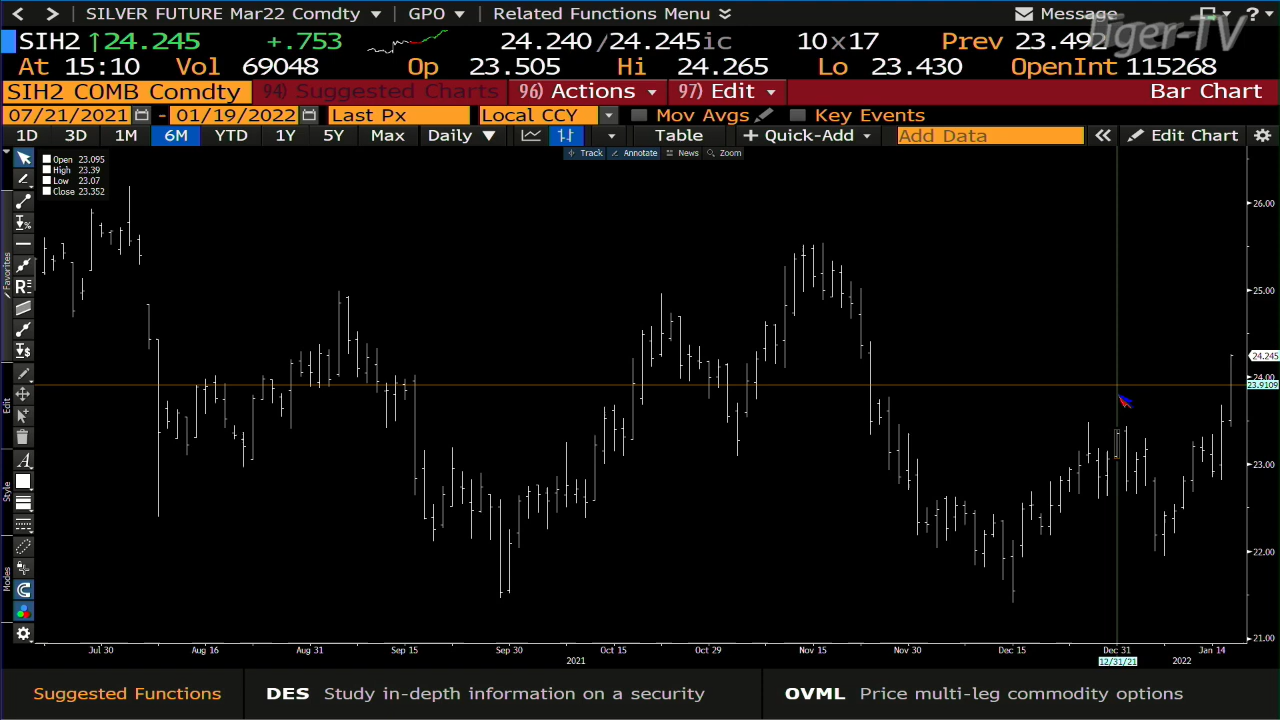 SILVER FUTURE Mar22 Comdty GPO Related Functions Menu Message ?
Tiger-TV
SIH2 ↑24.245 +.753 24.240/24.245ic 10x17 Prev 23.492
At 15:10 Vol 69048 Op 23.505 Hi 24.265 Lo 23.430 OpenInt 115268
SIH2 COMB Comdty 94) Suggested Charts 96) Actions 97) Edit Bar Chart
07/21/2021 - 01/19/2022 Last Px Local CCY Mov Avgs Key Events
1D 3D 1M 6M YTD 1Y 5Y Max Daily ▼ Table + Quick-Add Add Data « Edit Chart
Track Annotate News Zoom
Open 23.095
High 23.39
Low 23.07
Close 23.352
Favorites
Edit
Style
Modes
26.00
25.00
24.245
24.00
23.9109
23.00
22.00
21.00
Jul 30 Aug 16 Aug 31 Sep 15 Sep 30 Oct 15 Oct 29 Nov 15 Nov 30 Dec 15 Dec 31 Jan 14
2021 12/31/21 2022
Suggested Functions DES Study in-depth information on a security OVML Price multi-leg commodity options